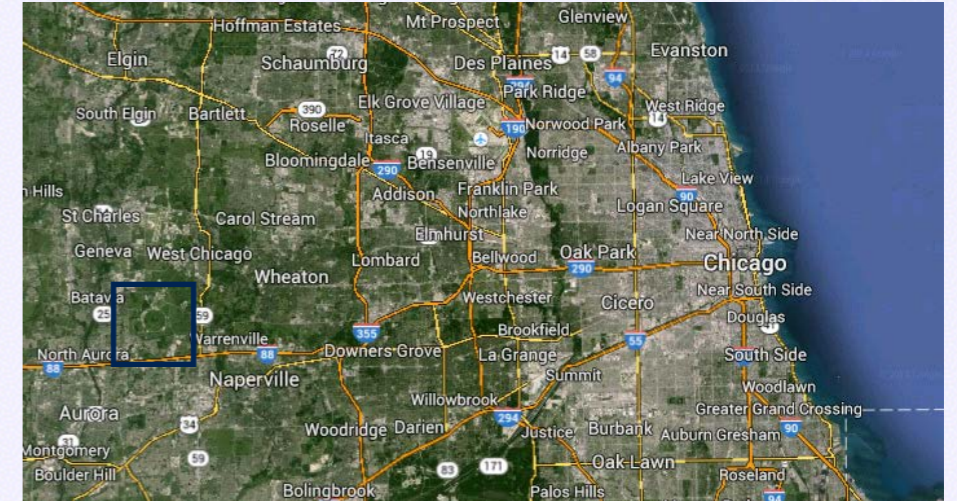 Hoffman Estates
Mt Prospect
Glenview
Elgin
72
Schaumburg
Des Plaines
14
58
Evanston
94
294
Park Ridge
South Elgin
Bartlett
390
Roselle
Elk Grove Village
190
Norwood Park
West Ridge
14
Itasca
19
Norridge
Albany Park
Bloomingdale
290
Bensenville
Lake View
n Hills
Addison
Franklin Park
90
Logan Square
St Charles
Carol Stream
Northlake
Elmhurst
Near North Side
Geneva
West Chicago
Lombard
Bellwood
Oak Park
290
Chicago
Wheaton
Batavia
25
59
Westchester
Cicero
Near South Side
Douglas
41
Warrenville
355
Brookfield
55
North Aurora
88
88
Downers Grove
La Grange
South Side
Naperville
Summit
Woodlawn
Aurora
34
Willowbrook
294
Greater Grand Crossing
Woodridge
Darien
Justice
Burbank
Auburn Gresham
90
31
Montgomery
59
83
171
Oak Lawn
Boulder Hill
Bolingbrook
Palos Hills
Roseland
94